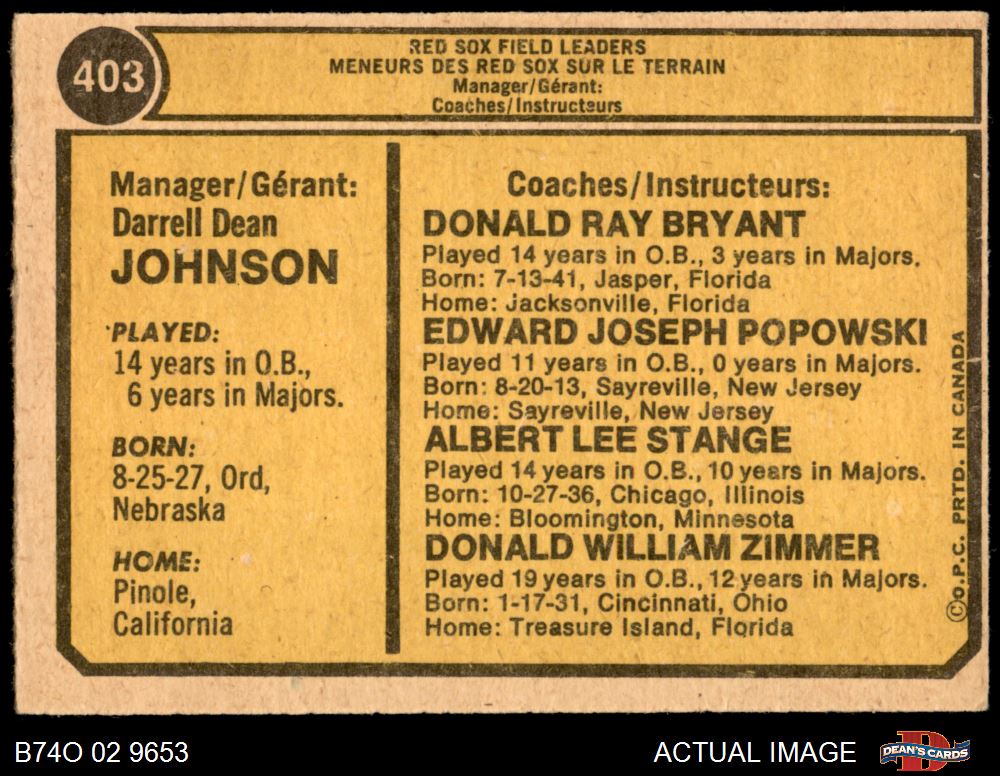 403
RED SOX FIELD LEADERS
MENEURS DES RED SOX SUR LE TERRAIN
Manager/Gérant:
Coaches/Instructeurs
Manager/Gérant:
Darrell Dean
JOHNSON
PLAYED:
14 years in O.B.,
6 years in Majors.
BORN:
8-25-27, Ord,
Nebraska
HOME:
Pinole,
California
Coaches/Instructeurs:
DONALD RAY BRYANT
Played 14 years in O.B., 3 years in Majors.
Born: 7-13-41, Jasper, Florida
Home: Jacksonville, Florida
EDWARD JOSEPH POPOWSKI
Played 11 years in O.B., 0 years in Majors.
Born: 8-20-13, Sayreville, New Jersey
Home: Sayreville, New Jersey
ALBERT LEE STANGE
Played 14 years in O.B., 10 years in Majors.
Born: 10-27-36, Chicago, Illinois
Home: Bloomington, Minnesota
DONALD WILLIAM ZIMMER
Played 19 years in O.B., 12 years in Majors.
Born: 1-17-31, Cincinnati, Ohio
Home: Treasure Island, Florida
©O.P.C. PRTD. IN CANADA
B74O 02 9653
ACTUAL IMAGE
D
DEAN'S CARDS